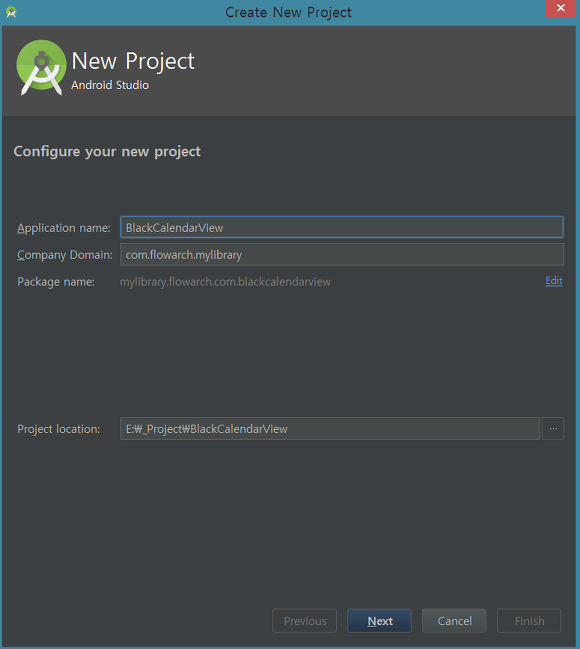 Create New Project
New Project
Android Studio
Configure your new project
Application name: BlackCalendarView
Company Domain: com.flowarch.mylibrary
Package name: mylibrary.flowarch.com.blackcalendarview Edit
Project location: E:₩_Project₩BlackCalendarView ...
Previous Next Cancel Finish